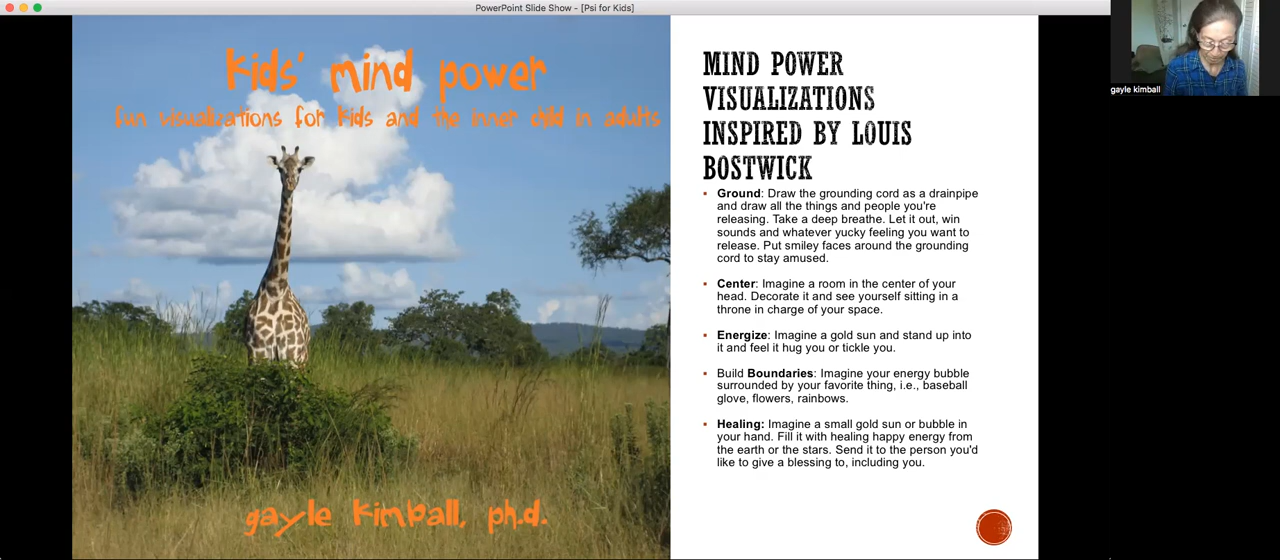 PowerPoint Slide Show - [Psi for Kids]
kids' mind power
fun visualizations for kids and the inner child in adults
gayle kimball, ph.d.
MIND POWER
VISUALIZATIONS
INSPIRED BY LOUIS
BOSTWICK
▪ Ground: Draw the grounding cord as a drainpipe
and draw all the things and people you're
releasing. Take a deep breathe. Let it out, win
sounds and whatever yucky feeling you want to
release. Put smiley faces around the grounding
cord to stay amused.
▪ Center: Imagine a room in the center of your
head. Decorate it and see yourself sitting in a
throne in charge of your space.
▪ Energize: Imagine a gold sun and stand up into
it and feel it hug you or tickle you.
▪ Build Boundaries: Imagine your energy bubble
surrounded by your favorite thing, i.e., baseball
glove, flowers, rainbows.
▪ Healing: Imagine a small gold sun or bubble in
your hand. Fill it with healing happy energy from
the earth or the stars. Send it to the person you'd
like to give a blessing to, including you.
gayle kimball